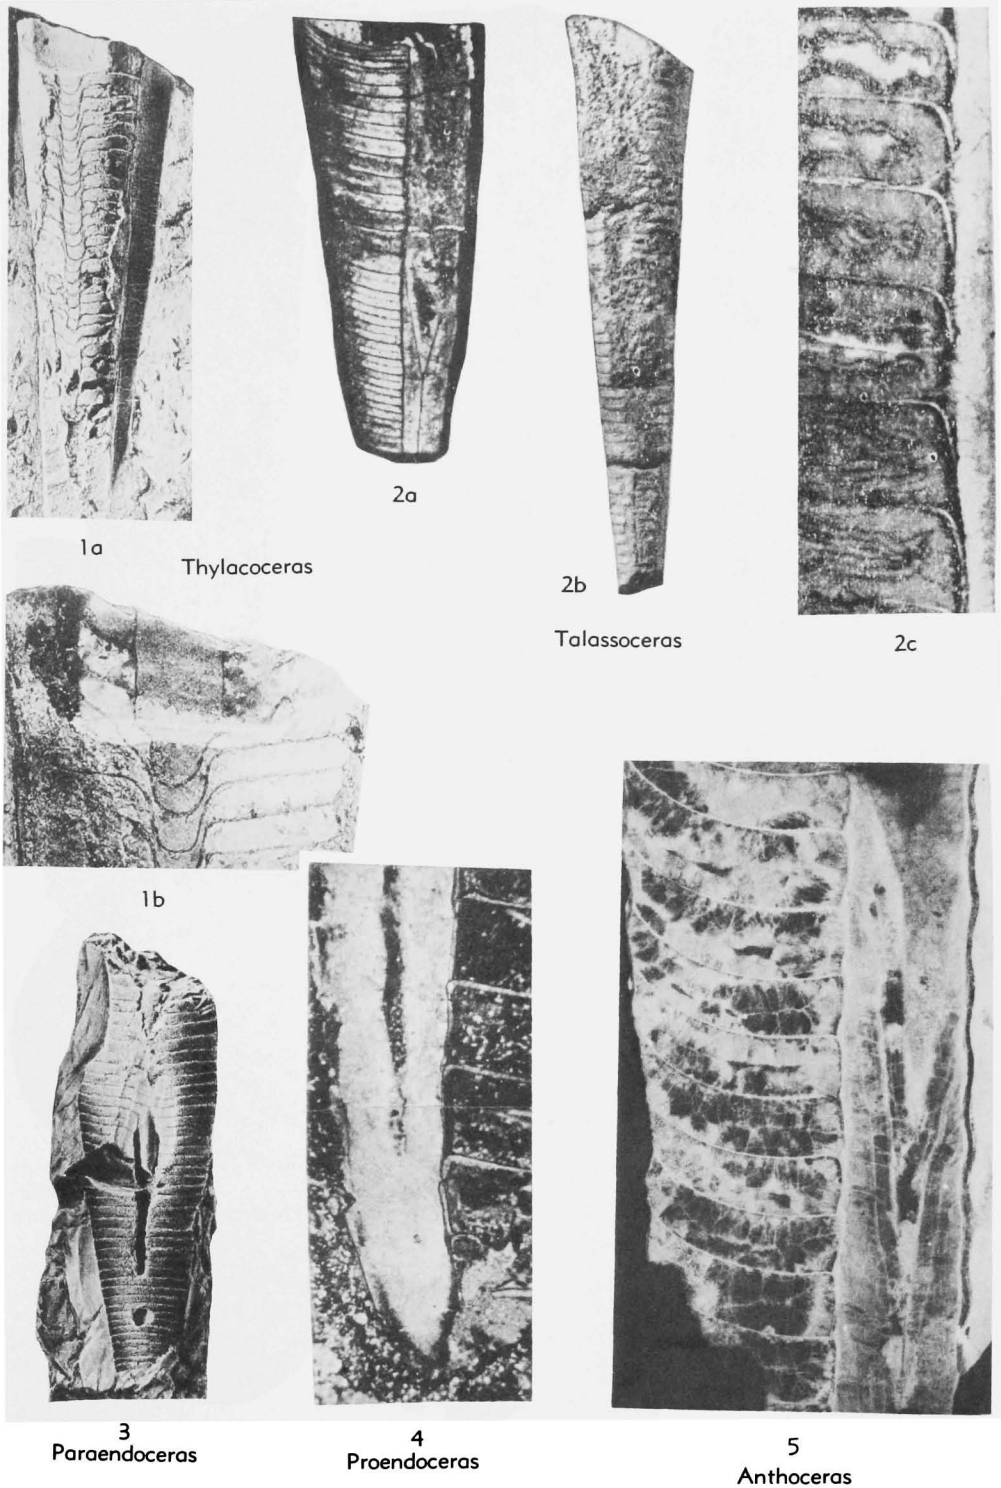 1a
Thylacoceras
2a
2b
Talassoceras
2c
1b
3
Paraendoceras
4
Proendoceras
5
Anthoceras